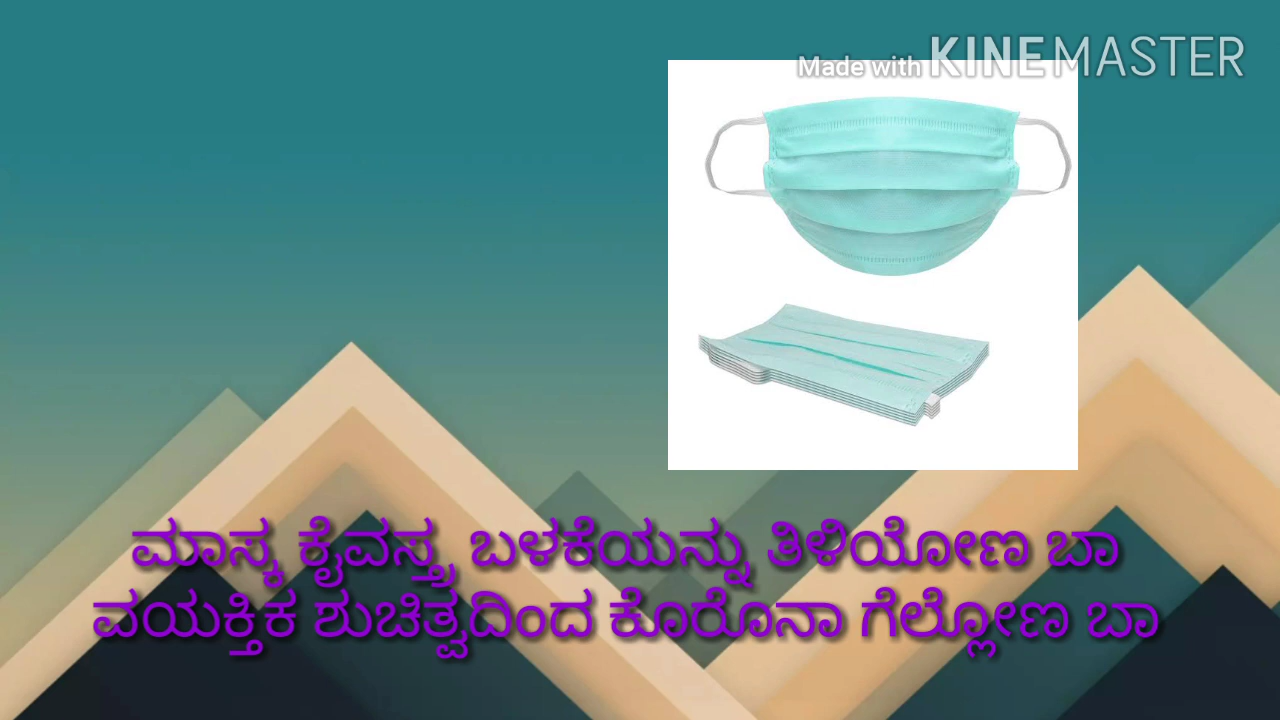 Made with KINEMASTER
ಮಾಸ್ಕ ಕೈವಸ್ತ್ರ ಬಳಕೆಯನ್ನು ತಿಳಿಯೋಣ ಬಾ
ವಯಕ್ತಿಕ ಶುಚಿತ್ವದಿಂದ ಕೊರೊನಾ ಗೆಲ್ಲೋಣ ಬಾ